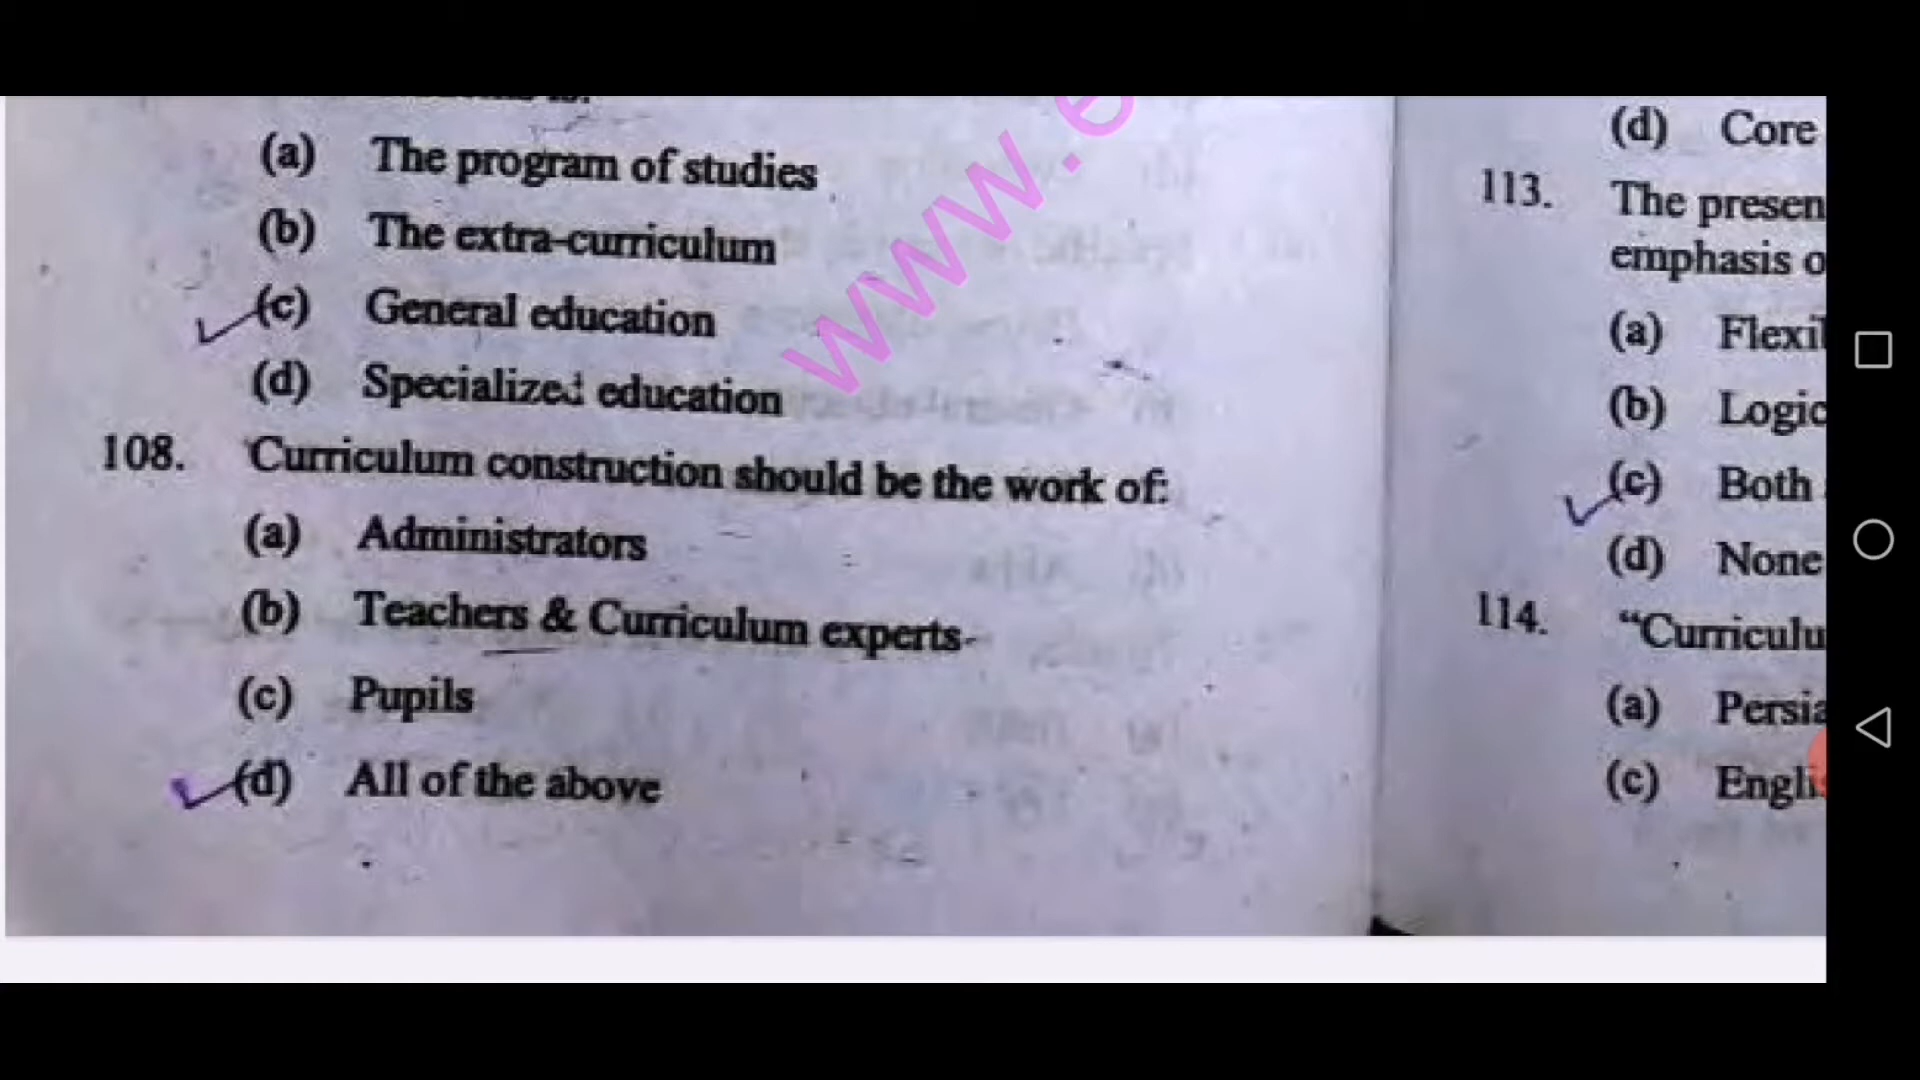 (a) The program of studies
(b) The extra-curriculum
(c) General education
(d) Specialized education
108. Curriculum construction should be the work of:
(a) Administrators
(b) Teachers & Curriculum experts
(c) Pupils
(d) All of the above
(d) Core
113. The presen
emphasis o
(a) Flexil
(b) Logic
(c) Both
(d) None
114. “Curriculu
(a) Persia
(c) Engli
www.e